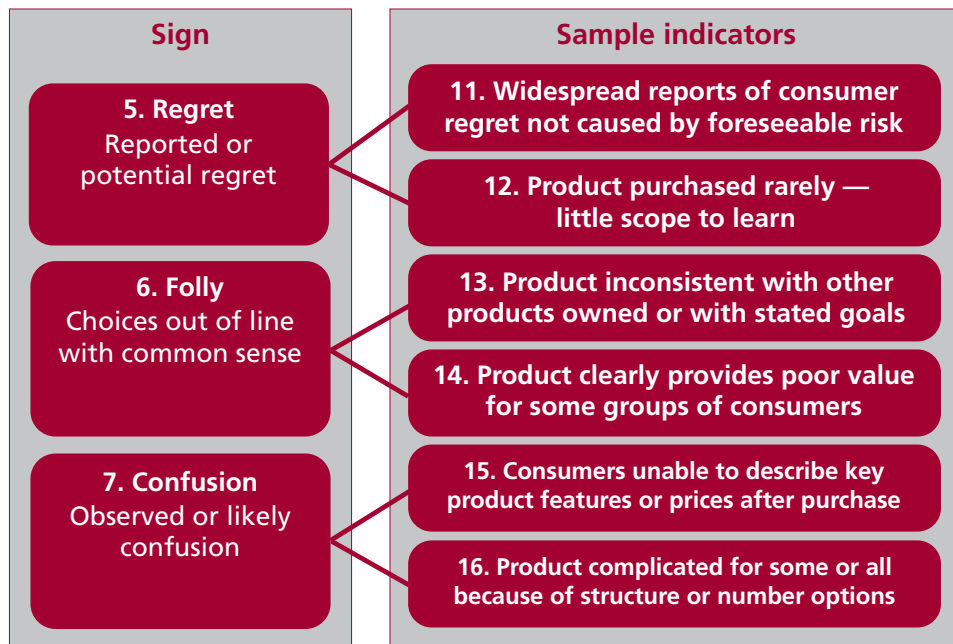 Sign
Sample indicators
5. Regret
Reported or
potential regret
11. Widespread reports of consumer
regret not caused by foreseeable risk
12. Product purchased rarely —
little scope to learn
6. Folly
Choices out of line
with common sense
13. Product inconsistent with other
products owned or with stated goals
14. Product clearly provides poor value
for some groups of consumers
7. Confusion
Observed or likely
confusion
15. Consumers unable to describe key
product features or prices after purchase
16. Product complicated for some or all
because of structure or number options